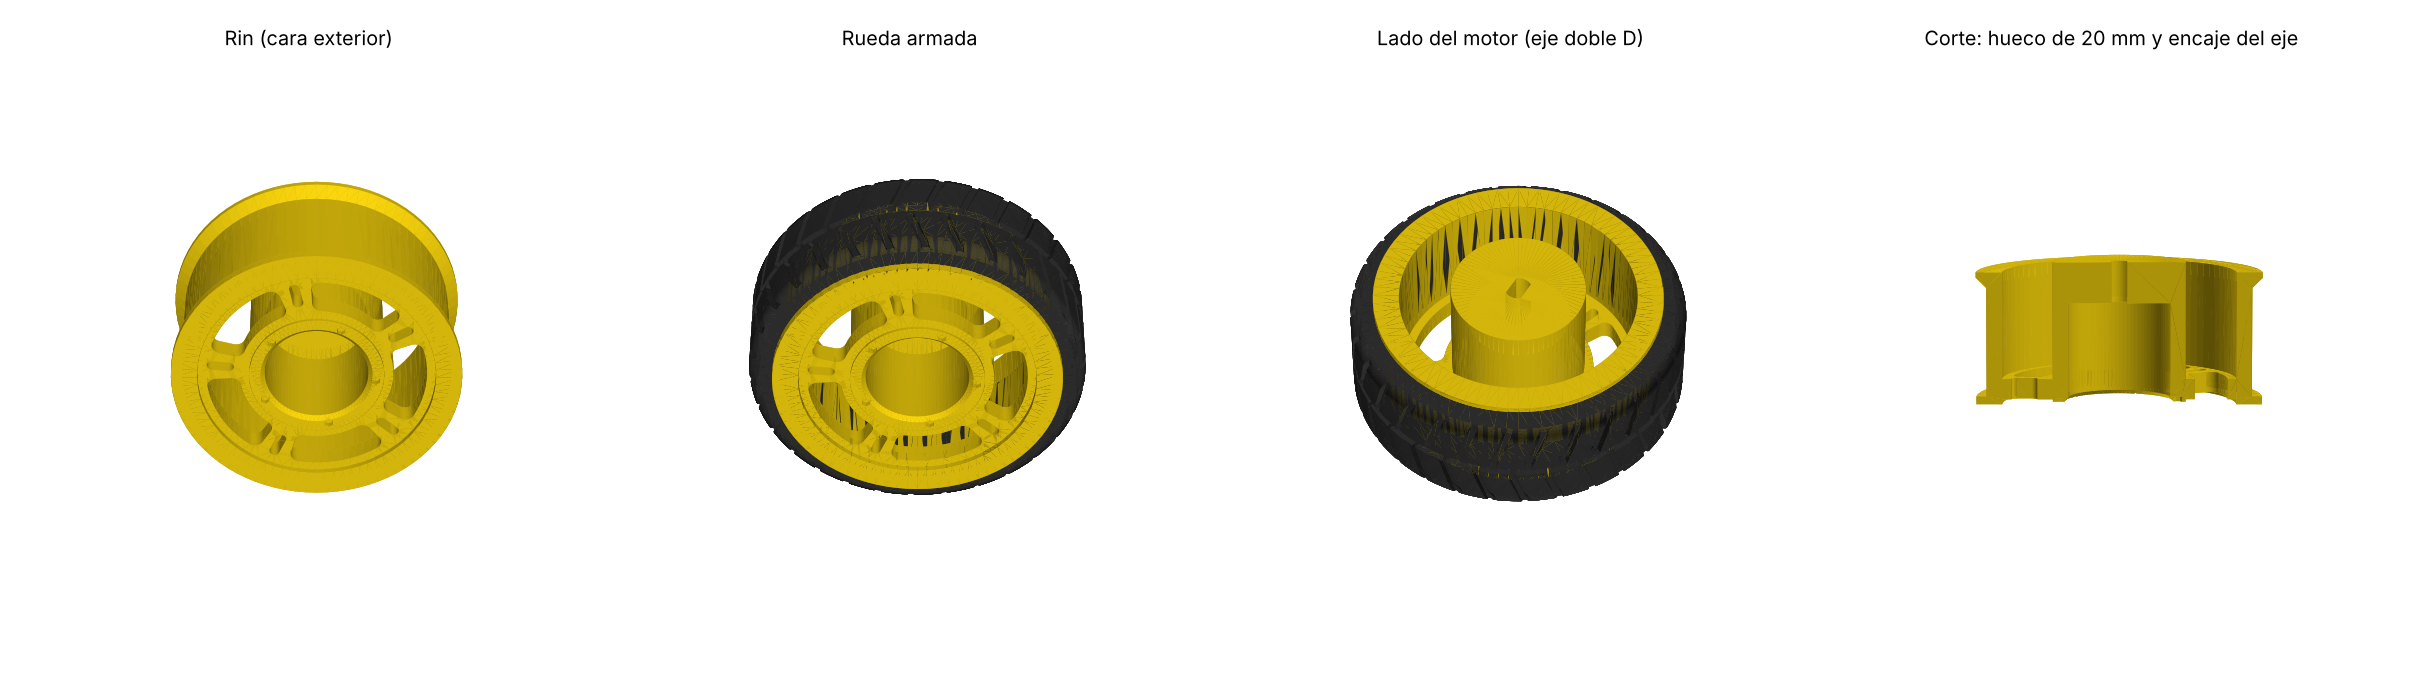 Rin (cara exterior)
Rueda armada
Lado del motor (eje doble D)
Corte: hueco de 20 mm y encaje del eje